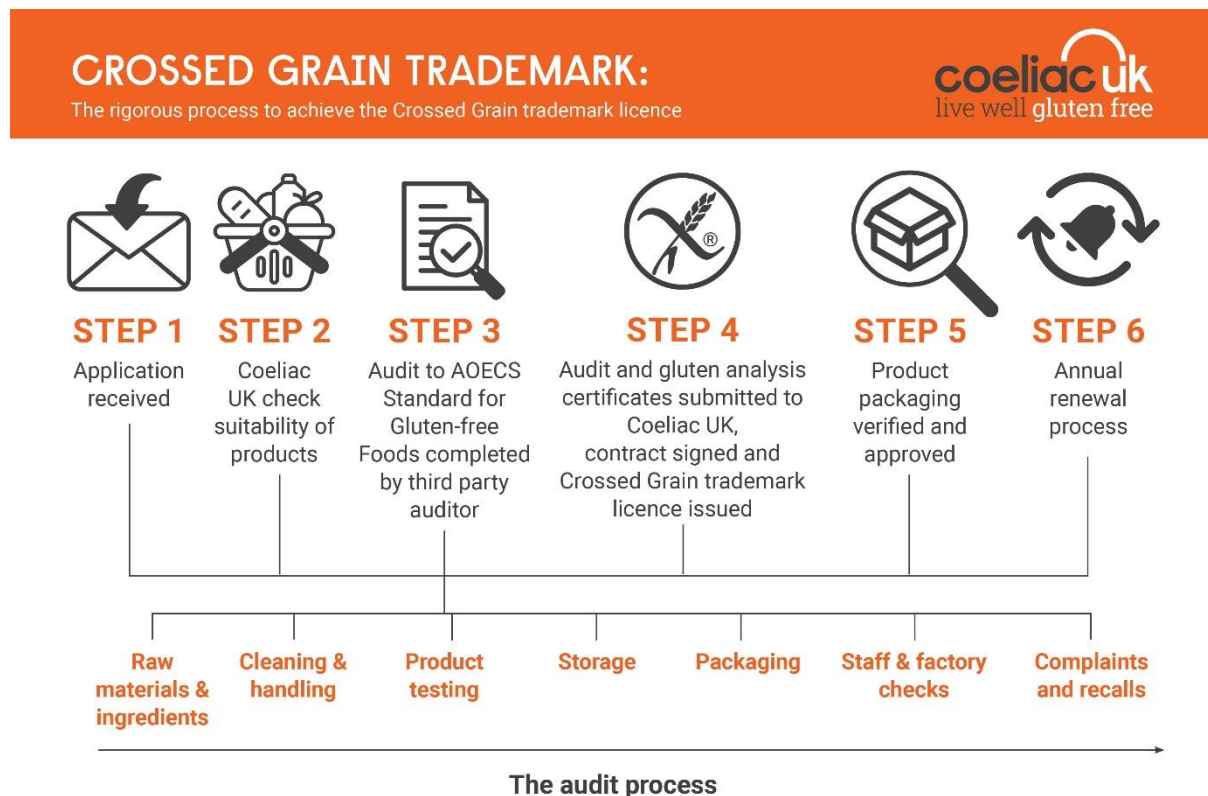 CROSSED GRAIN TRADEMARK:
The rigorous process to achieve the Crossed Grain trademark licence
coeliac uk
live well gluten free
®
STEP 1
Application
received
STEP 2
Coeliac
UK check
suitability of
products
STEP 3
Audit to AOECS
Standard for
Gluten-free
Foods completed
by third party
auditor
STEP 4
Audit and gluten analysis
certificates submitted to
Coeliac UK,
contract signed and
Crossed Grain trademark
licence issued
STEP 5
Product
packaging
verified and
approved
STEP 6
Annual
renewal
process
Raw
materials &
ingredients
Cleaning &
handling
Product
testing
Storage
Packaging
Staff & factory
checks
Complaints
and recalls
The audit process